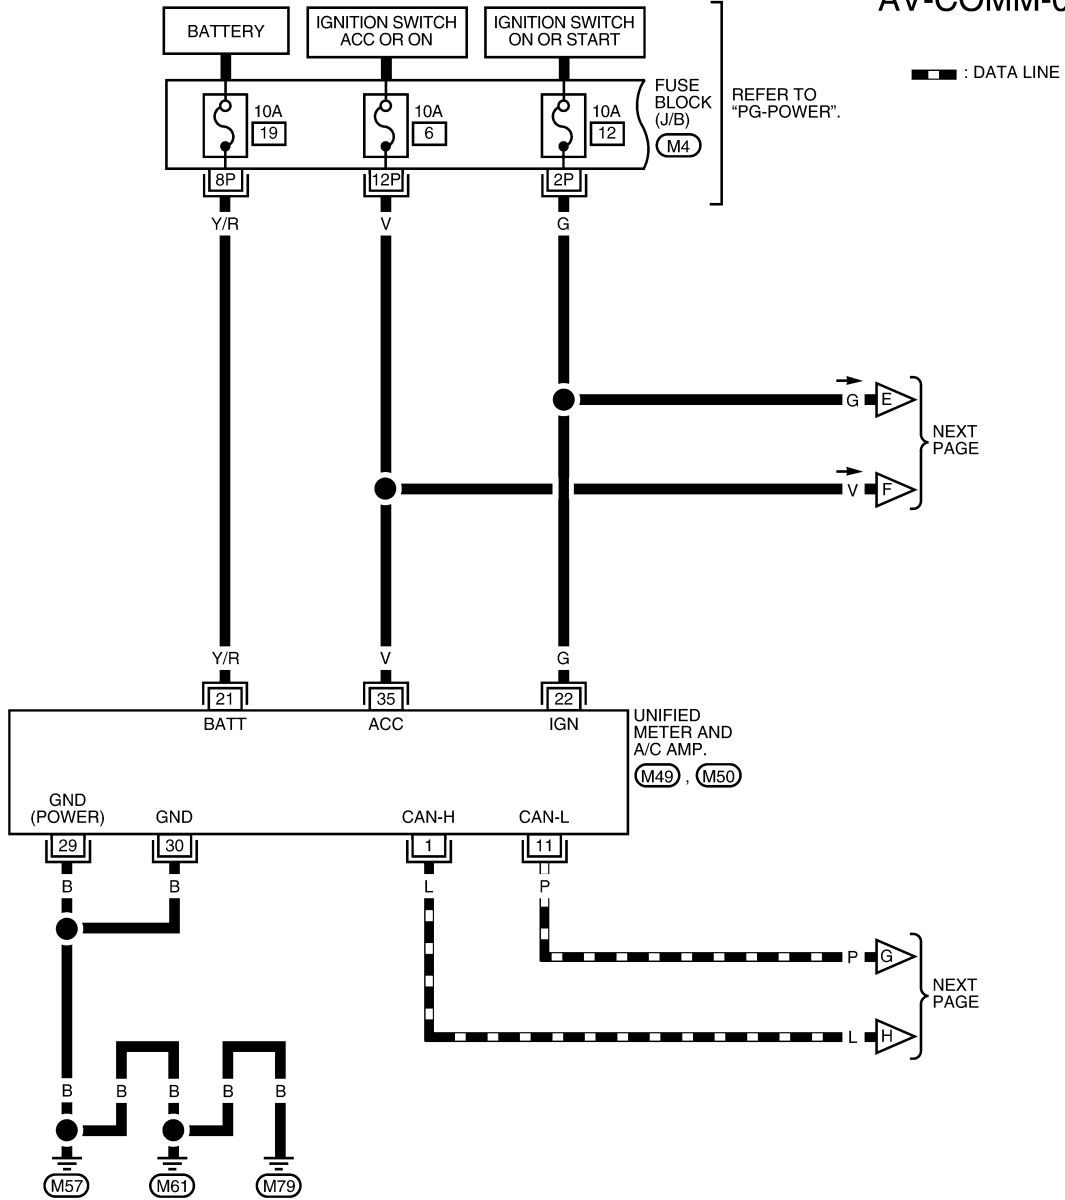 AV-COMM-0
BATTERY
IGNITION SWITCH
ACC OR ON
IGNITION SWITCH
ON OR START
: DATA LINE
10A
19
10A
6
10A
12
FUSE
BLOCK
(J/B)
M4
REFER TO
“PG-POWER”.
8P
12P
2P
Y/R
V
G
G
E
V
F
NEXT
PAGE
Y/R
V
G
21
35
22
BATT
ACC
IGN
UNIFIED
METER AND
A/C AMP.
M49 , M50
GND
(POWER)
GND
CAN-H
CAN-L
29
30
1
11
B
B
L
P
P
G
L
H
NEXT
PAGE
B
B
B
B
B
M57
M61
M79